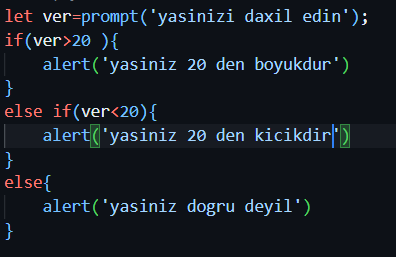 let ver=prompt('yasinizi daxil edin');
if(ver>20 ){
    alert('yasiniz 20 den boyukdur')
}
else if(ver<20){
    alert('yasiniz 20 den kicikdir')
}
else{
    alert('yasiniz dogru deyil')
}